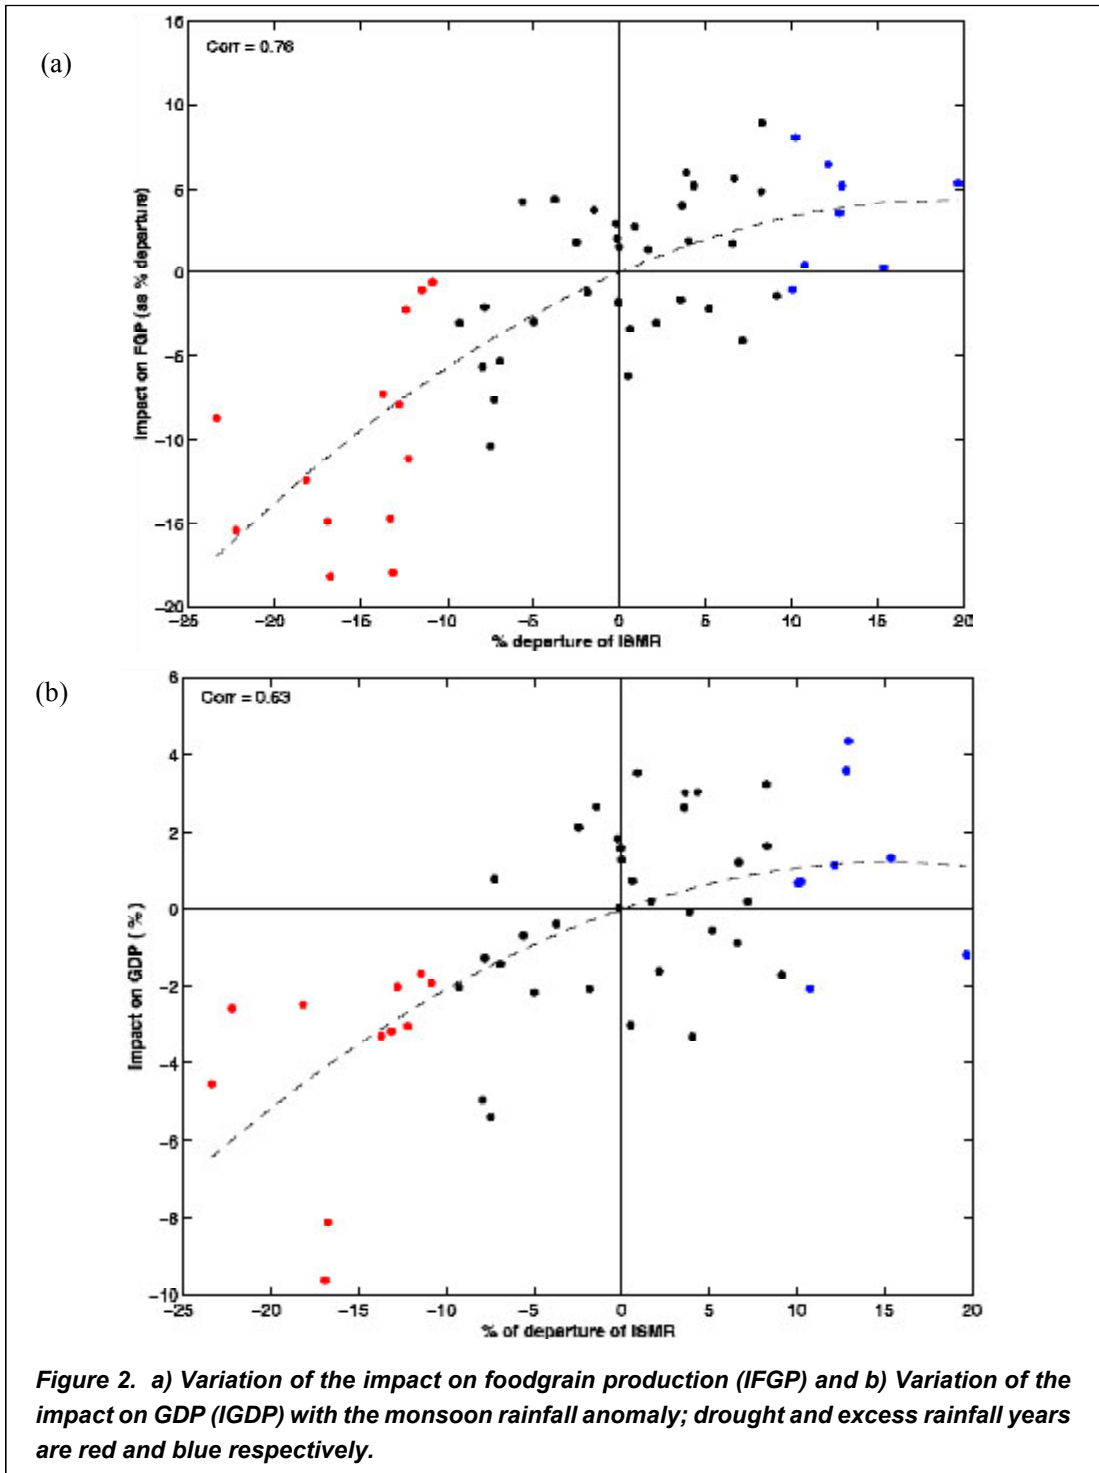 (a)
Corr = 0.76
15
10
5
0
−5
−10
−15
−20
Impact on FGP (as % departure)
−25 −20 −15 −10 −5 0 5 10 15 20
% departure of ISMR
(b)
Corr = 0.63
6
4
2
0
−2
−4
−6
−8
−10
Impact on GDP ( %)
−25 −20 −15 −10 −5 0 5 10 15 20
% of departure of ISMR
Figure 2. a) Variation of the impact on foodgrain production (IFGP) and b) Variation of the
impact on GDP (IGDP) with the monsoon rainfall anomaly; drought and excess rainfall years
are red and blue respectively.